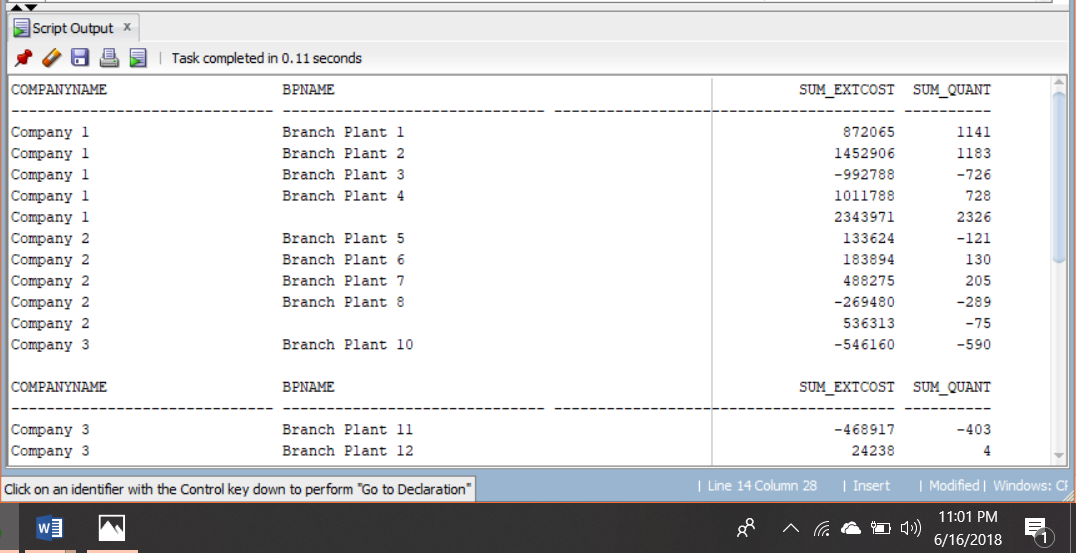 Script Output x
Task completed in 0.11 seconds
COMPANYNAME BPNAME SUM_EXTCOST SUM_QUANT
Company 1 Branch Plant 1 872065 1141
Company 1 Branch Plant 2 1452906 1183
Company 1 Branch Plant 3 -992788 -726
Company 1 Branch Plant 4 1011788 728
Company 1 2343971 2326
Company 2 Branch Plant 5 133624 -121
Company 2 Branch Plant 6 183894 130
Company 2 Branch Plant 7 488275 205
Company 2 Branch Plant 8 -269480 -289
Company 2 536313 -75
Company 3 Branch Plant 10 -546160 -590
COMPANYNAME BPNAME SUM_EXTCOST SUM_QUANT
Company 3 Branch Plant 11 -468917 -403
Company 3 Branch Plant 12 24238 4
Click on an identifier with the Control key down to perform "Go to Declaration" | Line 14 Column 28 | Insert | Modified | Windows: CR
W
11:01 PM
6/16/2018
1